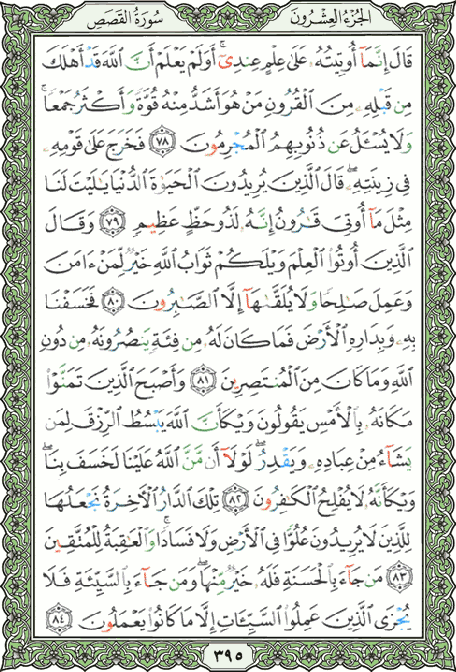 الجزء العشرون سورة القصص
قَالَ إِنَّمَآ أُوتِيتُهُۥ عَلَىٰ عِلْمٍ عِندِىٓ ۚ أَوَلَمْ يَعْلَمْ أَنَّ ٱللَّهَ قَدْ أَهْلَكَ
مِن قَبْلِهِۦ مِنَ ٱلْقُرُونِ مَنْ هُوَ أَشَدُّ مِنْهُ قُوَّةً وَأَكْثَرُ جَمْعًا ۚ
وَلَا يُسْـَٔلُ عَن ذُنُوبِهِمُ ٱلْمُجْرِمُونَ ٧٨ فَخَرَجَ عَلَىٰ قَوْمِهِۦ
فِى زِينَتِهِۦ ۖ قَالَ ٱلَّذِينَ يُرِيدُونَ ٱلْحَيَوٰةَ ٱلدُّنْيَا يَـٰلَيْتَ لَنَا
مِثْلَ مَآ أُوتِىَ قَـٰرُونُ إِنَّهُۥ لَذُو حَظٍّ عَظِيمٍ ٧٩ وَقَالَ
ٱلَّذِينَ أُوتُوا۟ ٱلْعِلْمَ وَيْلَكُمْ ثَوَابُ ٱللَّهِ خَيْرٌ لِّمَنْ ءَامَنَ
وَعَمِلَ صَـٰلِحًا وَلَا يُلَقَّىٰهَآ إِلَّا ٱلصَّـٰبِرُونَ ٨٠ فَخَسَفْنَا
بِهِۦ وَبِدَارِهِ ٱلْأَرْضَ فَمَا كَانَ لَهُۥ مِن فِئَةٍ يَنصُرُونَهُۥ مِن دُونِ
ٱللَّهِ وَمَا كَانَ مِنَ ٱلْمُنتَصِرِينَ ٨١ وَأَصْبَحَ ٱلَّذِينَ تَمَنَّوْا۟
مَكَانَهُۥ بِٱلْأَمْسِ يَقُولُونَ وَيْكَأَنَّ ٱللَّهَ يَبْسُطُ ٱلرِّزْقَ لِمَن
يَشَآءُ مِنْ عِبَادِهِۦ وَيَقْدِرُ ۖ لَوْلَآ أَن مَّنَّ ٱللَّهُ عَلَيْنَا لَخَسَفَ بِنَا ۖ
وَيْكَأَنَّهُۥ لَا يُفْلِحُ ٱلْكَـٰفِرُونَ ٨٢ تِلْكَ ٱلدَّارُ ٱلْـَٔاخِرَةُ نَجْعَلُهَا
لِلَّذِينَ لَا يُرِيدُونَ عُلُوًّا فِى ٱلْأَرْضِ وَلَا فَسَادًا ۚ وَٱلْعَـٰقِبَةُ لِلْمُتَّقِينَ
٨٣ مَن جَآءَ بِٱلْحَسَنَةِ فَلَهُۥ خَيْرٌ مِّنْهَا ۖ وَمَن جَآءَ بِٱلسَّيِّئَةِ فَلَا
يُجْزَى ٱلَّذِينَ عَمِلُوا۟ ٱلسَّيِّـَٔاتِ إِلَّا مَا كَانُوا۟ يَعْمَلُونَ ٨٤
٣٩٥